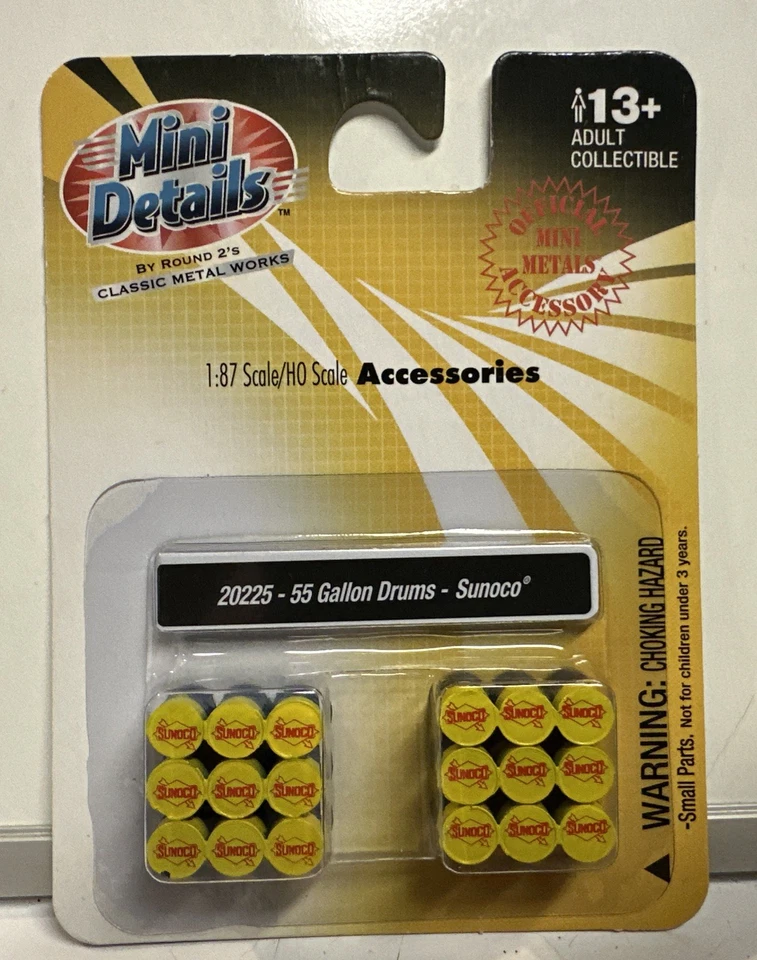 Mini
Details™
BY ROUND 2'S
CLASSIC METAL WORKS
13+
ADULT
COLLECTIBLE
OFFICIAL
MINI
METALS
ACCESSORY
1:87 Scale/HO Scale Accessories
20225 - 55 Gallon Drums - Sunoco®
SUNOCO SUNOCO SUNOCO
SUNOCO SUNOCO SUNOCO
SUNOCO SUNOCO SUNOCO
SUNOCO SUNOCO SUNOCO
SUNOCO SUNOCO SUNOCO
SUNOCO SUNOCO SUNOCO
WARNING: CHOKING HAZARD
-Small Parts. Not for children under 3 years.